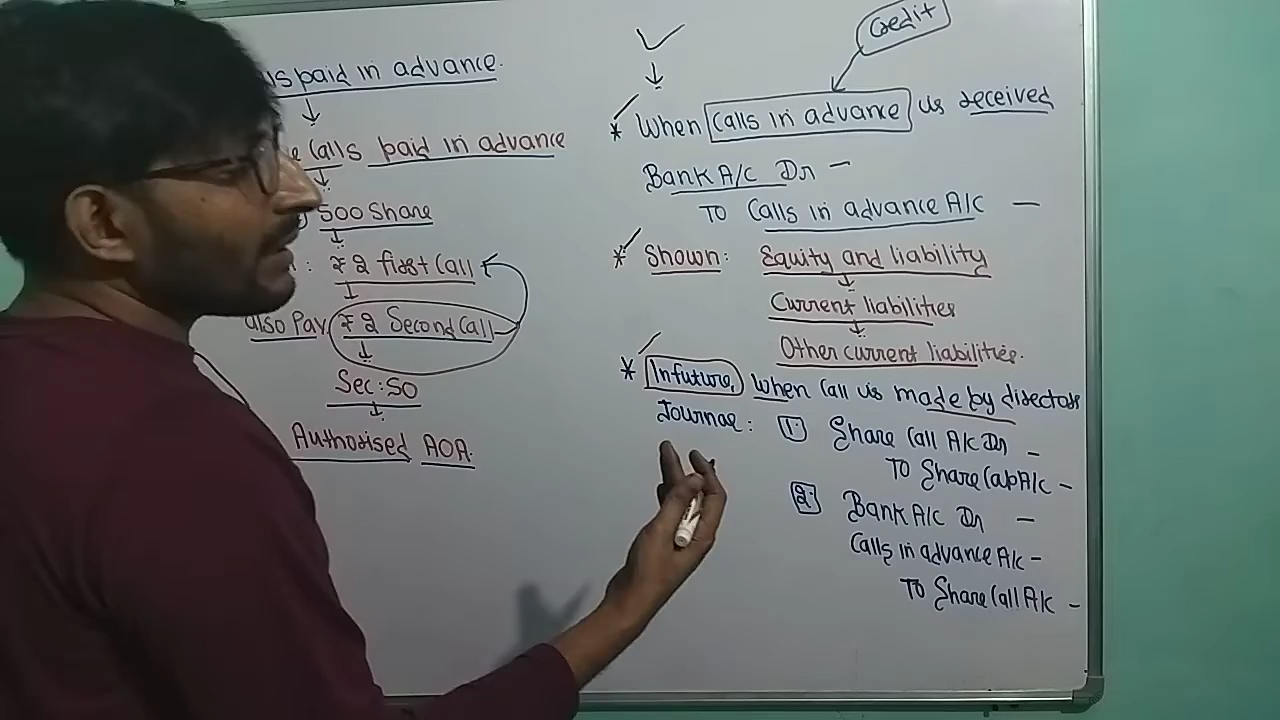 paid in advance.
Calls paid in advance
500 Share
: ₹2 first Call
also Pay ₹2 Second Call
Sec: 50
Authorised AOA.
Credit
* When Calls in advance is received
Bank A/c Dr –
To Calls in advance A/c –
* Shown: Equity and liability
Current liabilities
Other current liabilities.
* In future, When Call is made by directors
Journal: 1. Share Call A/c Dr –
To Share Cap A/c –
2. Bank A/c Dr –
Calls in advance A/c –
To Share Call A/c –